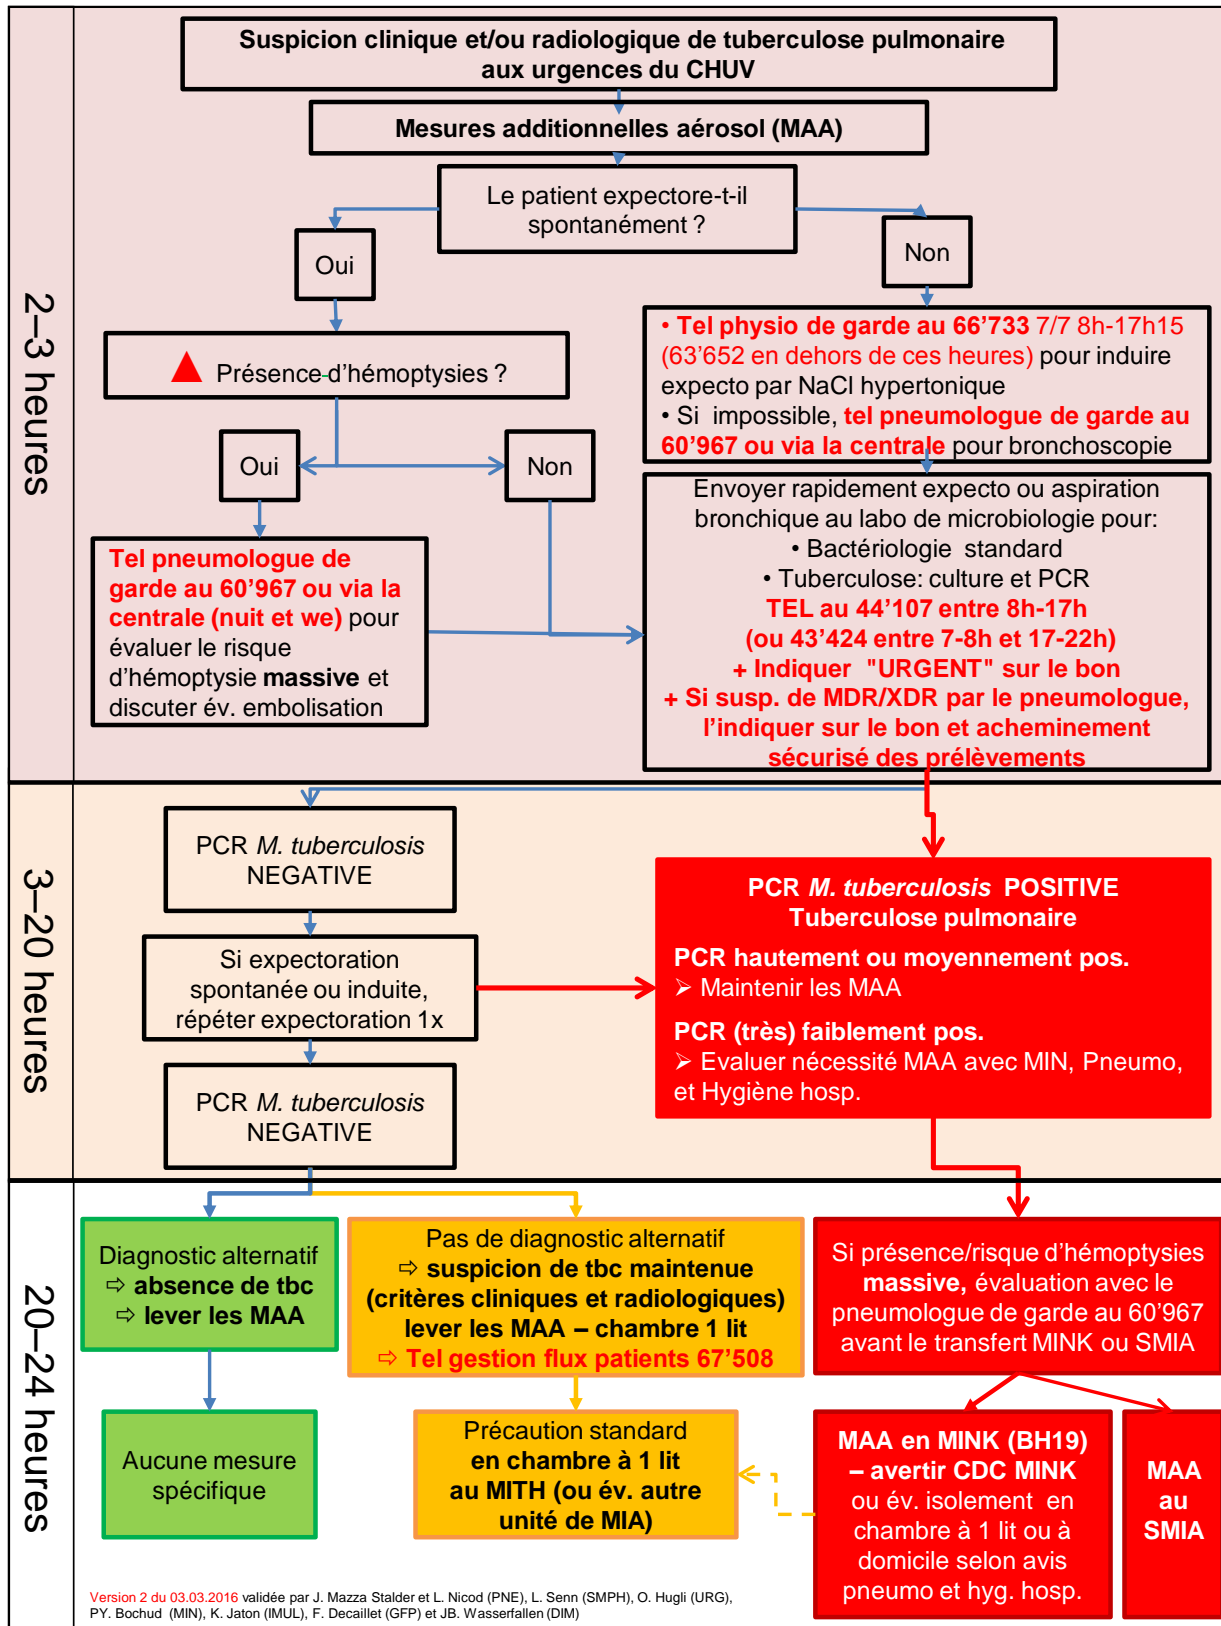 Suspicion clinique et/ou radiologique de tuberculose pulmonaire
aux urgences du CHUV
Mesures additionnelles aérosol (MAA)
Le patient expectore-t-il
spontanément ?
Oui
Non
2–3 heures
▲ Présence d’hémoptysies ?
• Tel physio de garde au 66’733 7/7 8h-17h15
(63’652 en dehors de ces heures) pour induire
expecto par NaCl hypertonique
• Si impossible, tel pneumologue de garde au
60’967 ou via la centrale pour bronchoscopie
Oui
Non
Tel pneumologue de
garde au 60’967 ou via la
centrale (nuit et we) pour
évaluer le risque
d’hémoptysie massive et
discuter év. embolisation
Envoyer rapidement expecto ou aspiration
bronchique au labo de microbiologie pour:
• Bactériologie standard
• Tuberculose: culture et PCR
TEL au 44’107 entre 8h-17h
(ou 43’424 entre 7-8h et 17-22h)
+ Indiquer "URGENT" sur le bon
+ Si susp. de MDR/XDR par le pneumologue,
l’indiquer sur le bon et acheminement
sécurisé des prélèvements
3–20 heures
PCR M. tuberculosis
NEGATIVE
Si expectoration
spontanée ou induite,
répéter expectoration 1x
PCR M. tuberculosis
NEGATIVE
PCR M. tuberculosis POSITIVE
Tuberculose pulmonaire
PCR hautement ou moyennement pos.
➢ Maintenir les MAA
PCR (très) faiblement pos.
➢ Evaluer nécessité MAA avec MIN, Pneumo,
et Hygiène hosp.
20–24 heures
Diagnostic alternatif
⇨ absence de tbc
⇨ lever les MAA
Pas de diagnostic alternatif
⇨ suspicion de tbc maintenue
(critères cliniques et radiologiques)
lever les MAA – chambre 1 lit
⇨ Tel gestion flux patients 67’508
Si présence/risque d’hémoptysies
massive, évaluation avec le
pneumologue de garde au 60’967
avant le transfert MINK ou SMIA
Aucune mesure
spécifique
Précaution standard
en chambre à 1 lit
au MITH (ou év. autre
unité de MIA)
MAA en MINK (BH19)
– avertir CDC MINK
ou év. isolement en
chambre à 1 lit ou à
domicile selon avis
pneumo et hyg. hosp.
MAA
au
SMIA
Version 2 du 03.03.2016 validée par J. Mazza Stalder et L. Nicod (PNE), L. Senn (SMPH), O. Hugli (URG),
PY. Bochud (MIN), K. Jaton (IMUL), F. Decaillet (GFP) et JB. Wasserfallen (DIM)